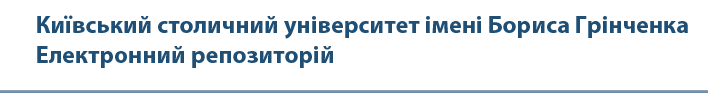 Київський столичний університет імені Бориса Грінченка
Електронний репозиторій